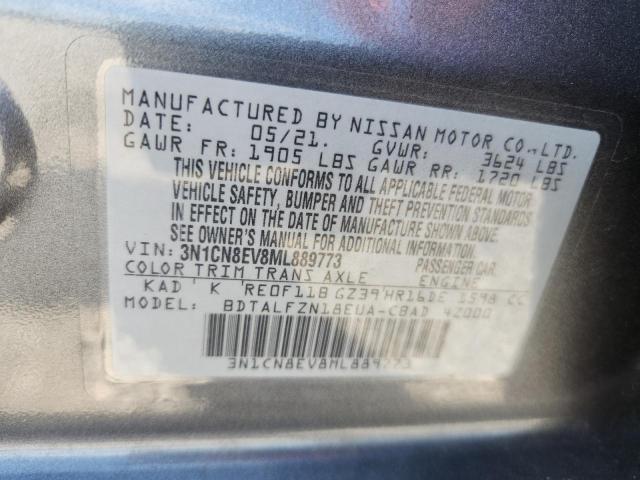 MANUFACTURED BY NISSAN MOTOR CO.,LTD.
DATE: 05/21. GVWR: 3624 LBS
GAWR FR: 1905 LBS GAWR RR: 1720 LBS
THIS VEHICLE CONFORMS TO ALL APPLICABLE FEDERAL MOTOR
VEHICLE SAFETY, BUMPER AND THEFT PREVENTION STANDARDS
IN EFFECT ON THE DATE OF MANUFACTURE SHOWN ABOVE.
SEE OWNER'S MANUAL FOR ADDITIONAL INFORMATION.
VIN: 3N1CN8EV8ML889773 PASSENGER CAR
COLOR TRIM TRANS AXLE ENGINE
KAD K RE0F11B GZ39 HR16DE 1598 CC
MODEL: BDTALFZN18EUA-CBAD 42000
3N1CN8EV8ML889773